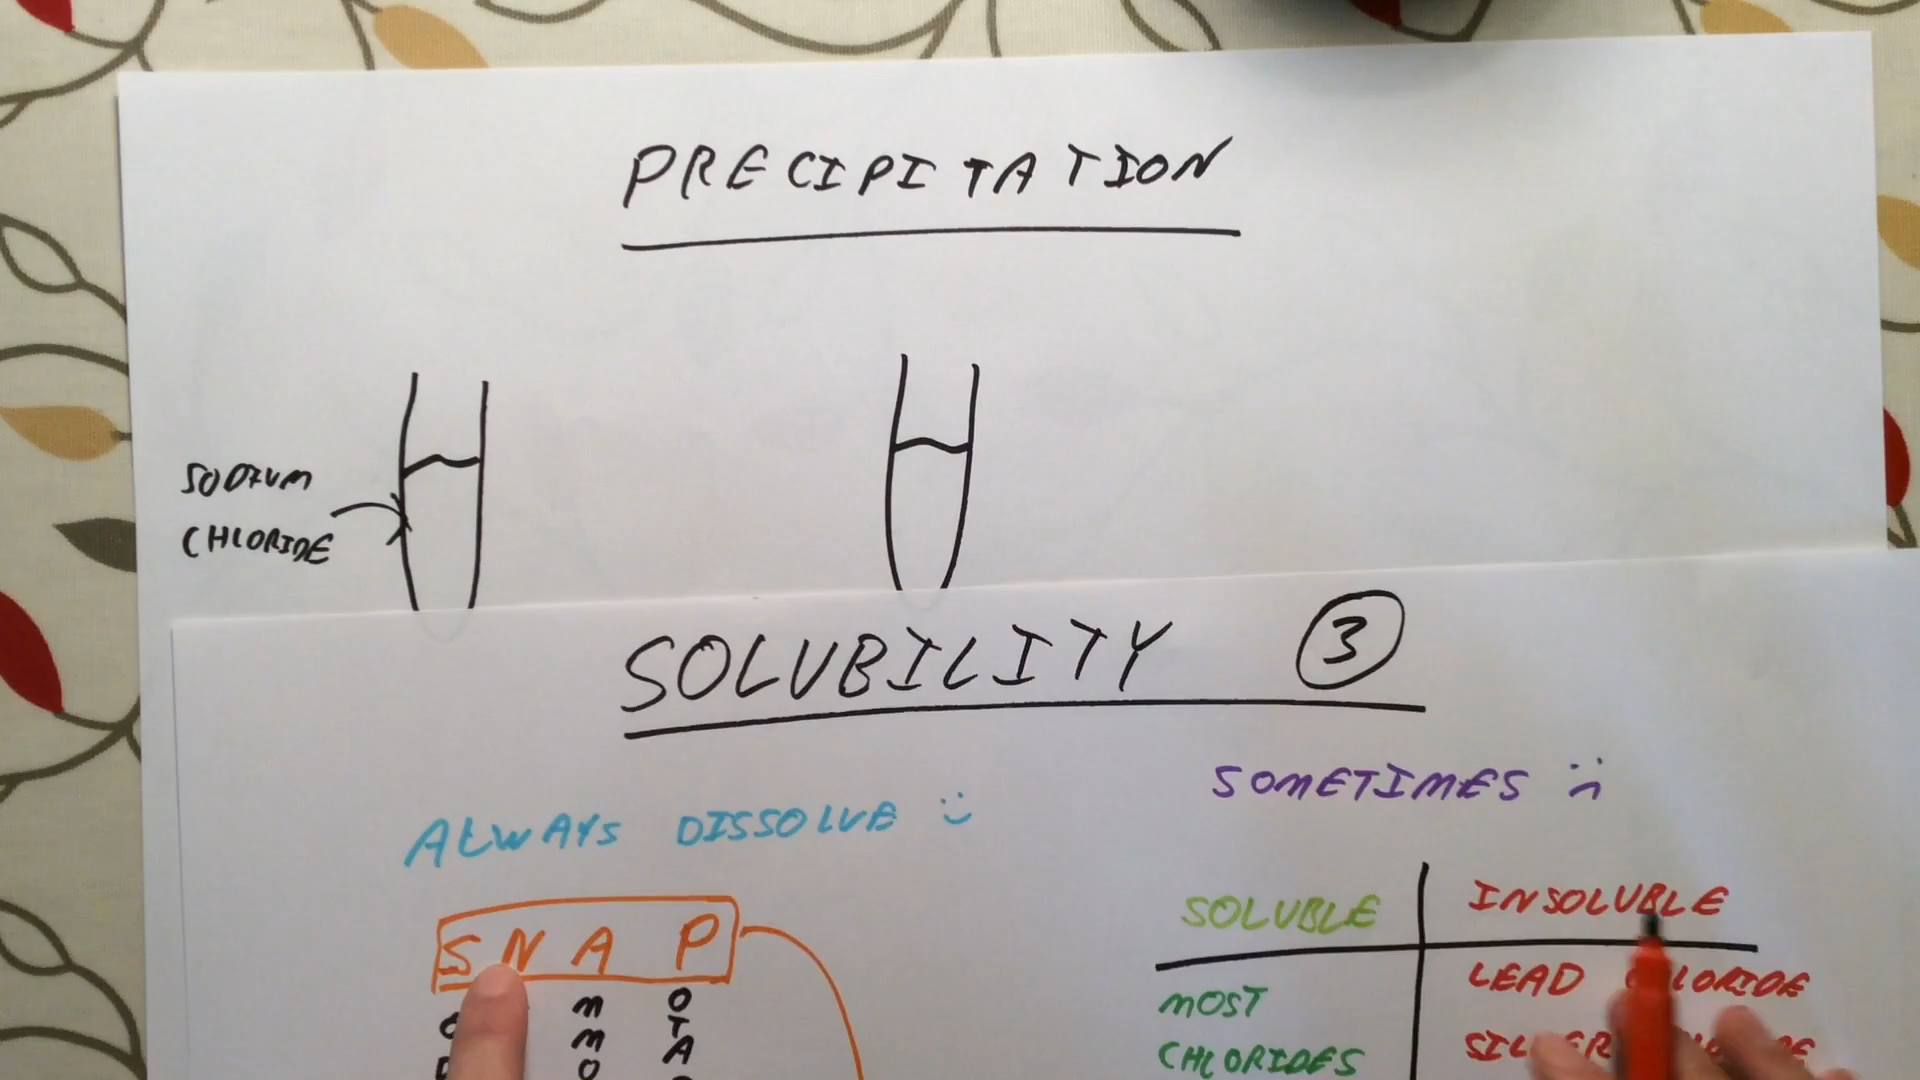 PRECIPITATION
SODIUM
CHLORIDE
SOLUBILITY 3
SOMETIMES :(
ALWAYS DISSOLVE :)
SNAP
SOLUBLE INSOLUBLE
LEAD
MOST
CHLORIDES
M O
M T
O A